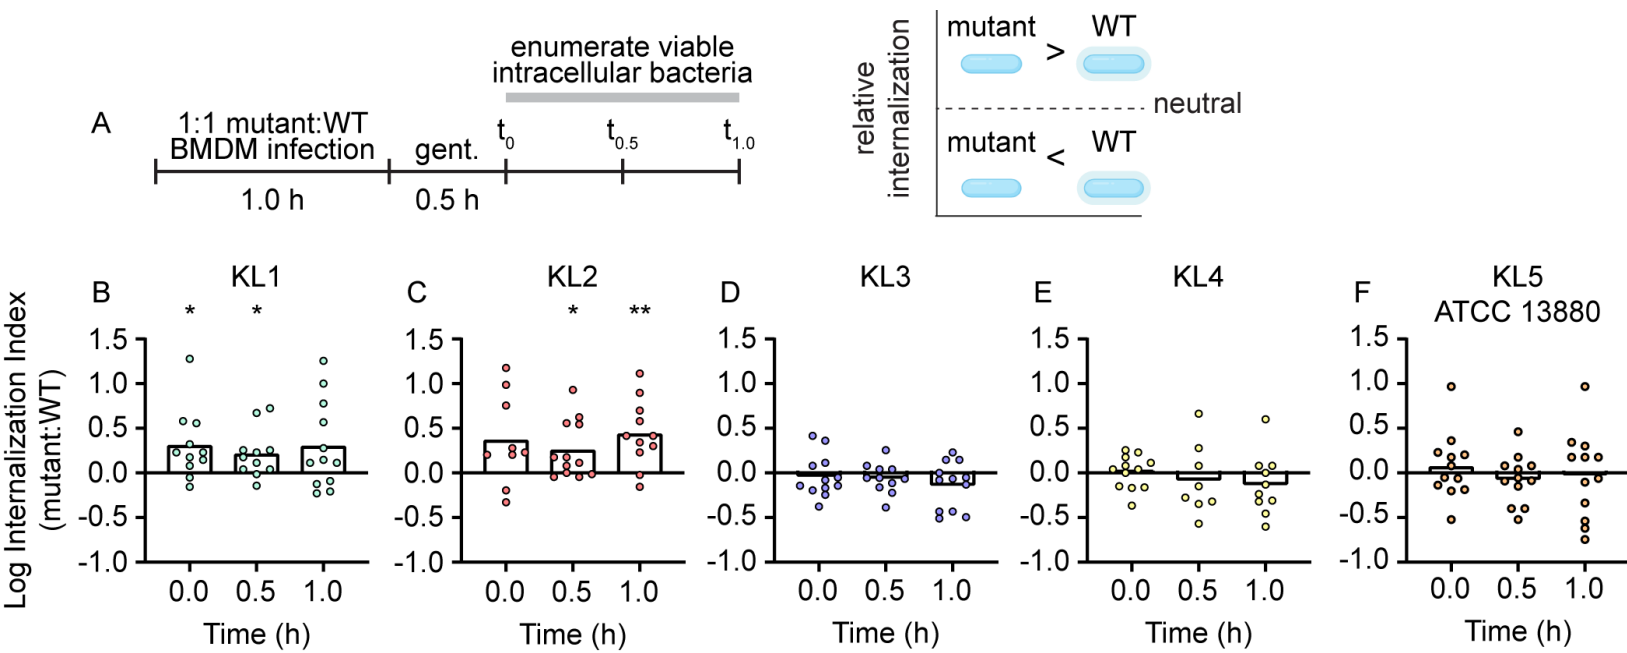 A
1:1 mutant:WT
BMDM infection
1.0 h
gent.
0.5 h
enumerate viable
intracellular bacteria
t0
t0.5
t1.0
relative
internalization
mutant > WT
neutral
mutant < WT
Log Internalization Index
(mutant:WT)
B
KL1
* *
1.5
1.0
0.5
0.0
-0.5
-1.0
0.0 0.5 1.0
Time (h)
C
KL2
* **
1.5
1.0
0.5
0.0
-0.5
-1.0
0.0 0.5 1.0
Time (h)
D
KL3
1.5
1.0
0.5
0.0
-0.5
-1.0
0.0 0.5 1.0
Time (h)
E
KL4
1.5
1.0
0.5
0.0
-0.5
-1.0
0.0 0.5 1.0
Time (h)
F
KL5
ATCC 13880
1.5
1.0
0.5
0.0
-0.5
-1.0
0.0 0.5 1.0
Time (h)